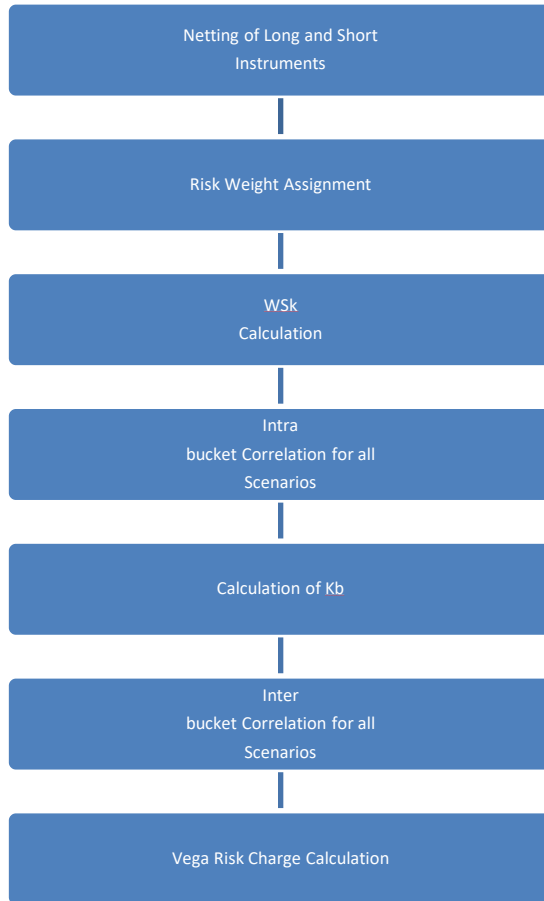 Netting of Long and Short
Instruments
Risk Weight Assignment
WSk
Calculation
Intra
bucket Correlation for all
Scenarios
Calculation of Kb
Inter
bucket Correlation for all
Scenarios
Vega Risk Charge Calculation